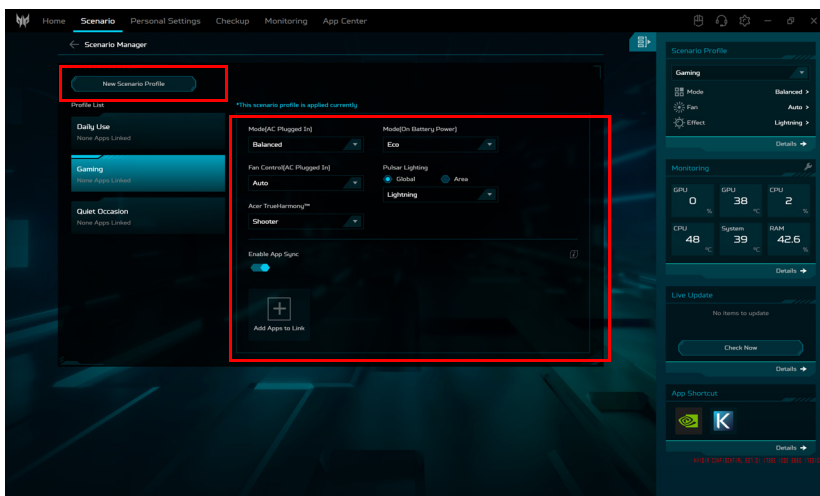 Home Scenario Personal Settings Checkup Monitoring App Center
Scenario Manager
New Scenario Profile
Profile List
Daily Use
None Apps Linked
Gaming
None Apps Linked
Quiet Occasion
None Apps Linked
*This scenario profile is applied currently
Mode(AC Plugged In) Mode(On Battery Power)
Balanced Eco
Fan Control(AC Plugged In) Pulsar Lighting
Auto Global Area
Lightning
Acer TrueHarmony™
Shooter
Enable App Sync
Add Apps to Link
Scenario Profile
Gaming
Mode Balanced >
Fan Auto >
Effect Lightning >
Details
Monitoring
GPU GPU CPU
0 % 38 °C 2 %
CPU System RAM
48 °C 39 °C 42.6 %
Details
Live Update
No items to update
Check Now
Details
App Shortcut
K
Details